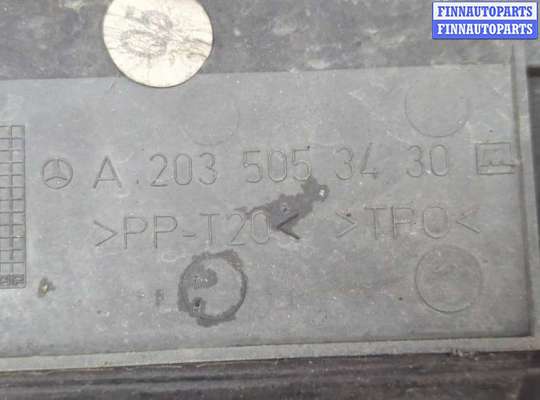 FINNAUTOPARTS
FINNAUTOPARTS
A 203 505 34 30
>PP-T20< >TPO<